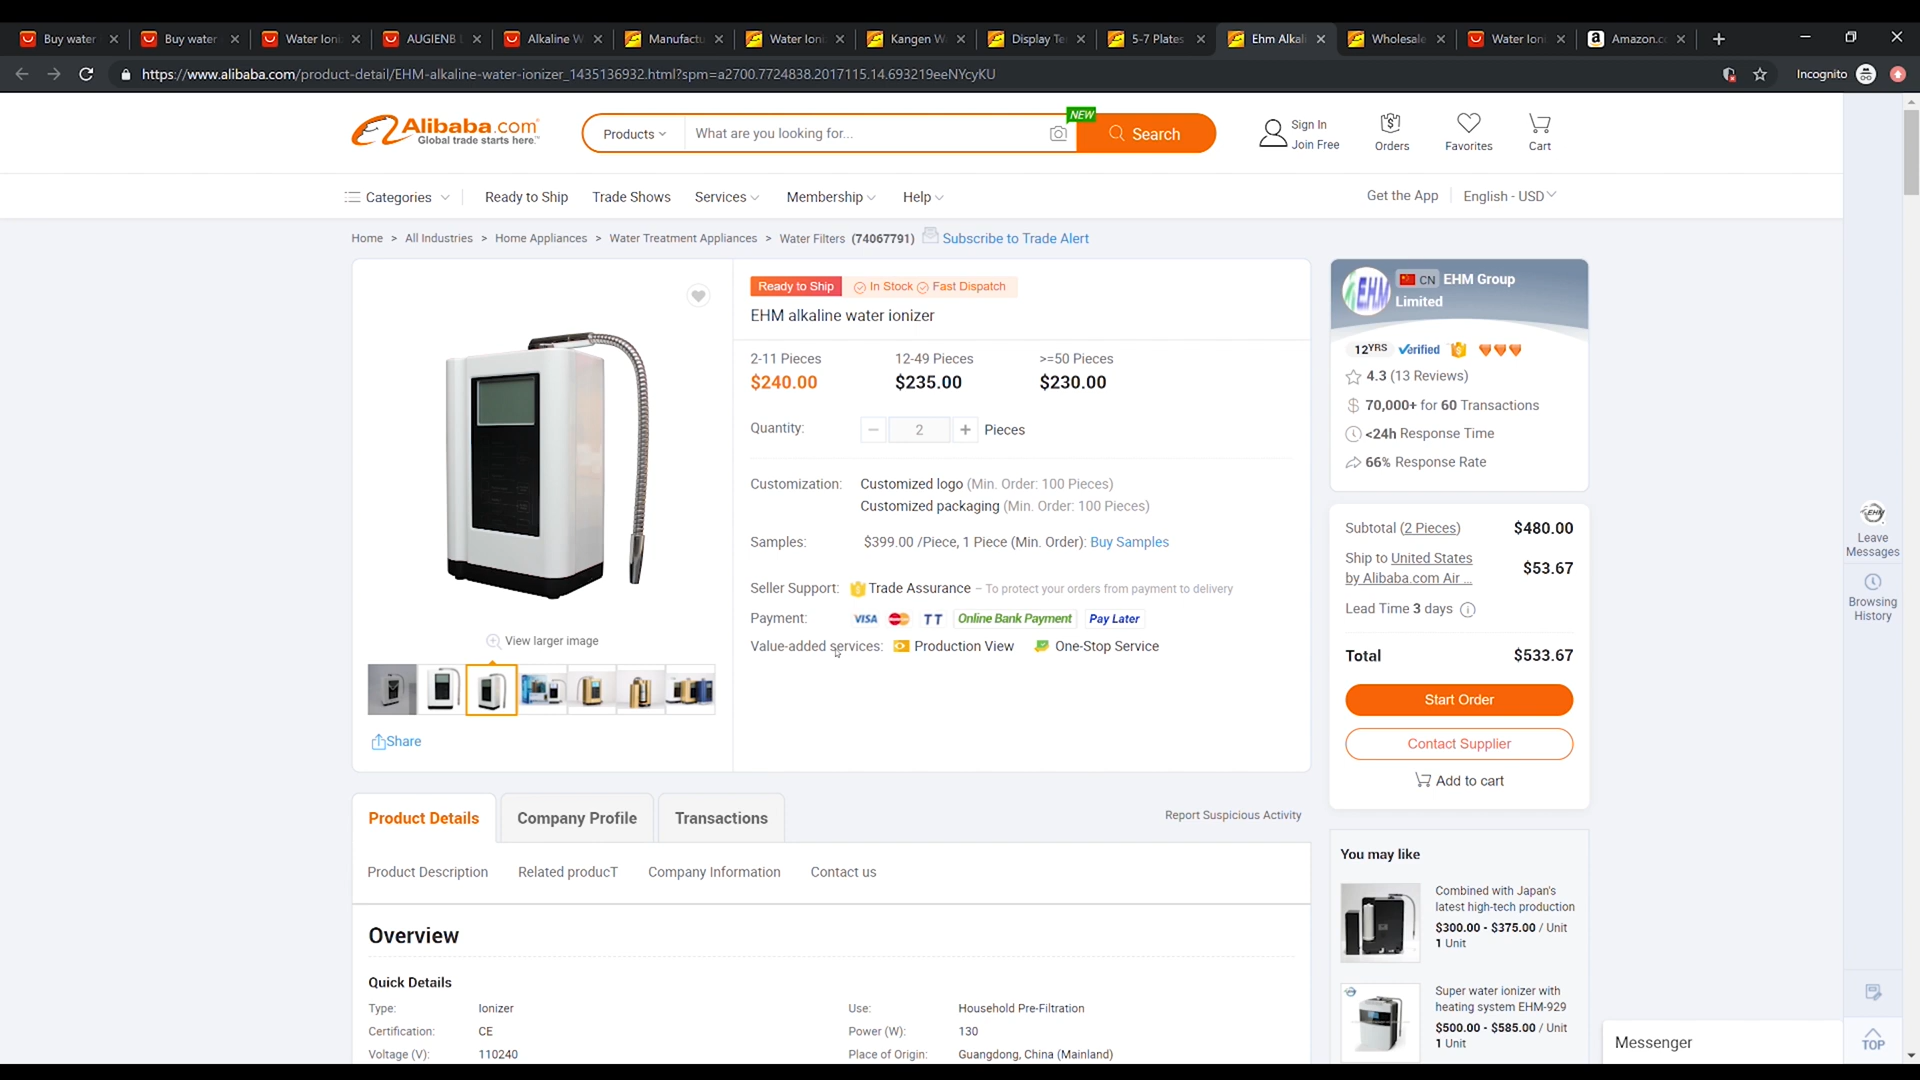 Buy water
Buy water
Water Ioni
AUGIENB
Alkaline W
Manufactu
Water Ioni
Kangen W
Display Te
5-7 Plates
Ehm Alkal
Wholesale
Water Ioni
Amazon.c
https://www.alibaba.com/product-detail/EHM-alkaline-water-ionizer_1435136932.html?spm=a2700.7724838.2017115.14.693219eeNYcyKU
Incognito
Alibaba.com
Global trade starts here.™
Products
What are you looking for...
NEW
Search
Sign In
Join Free
Orders
Favorites
Cart
Categories
Ready to Ship
Trade Shows
Services
Membership
Help
Get the App
English - USD
Home > All Industries > Home Appliances > Water Treatment Appliances > Water Filters (74067791) Subscribe to Trade Alert
View larger image
Share
Ready to Ship In Stock Fast Dispatch
EHM alkaline water ionizer
2-11 Pieces 12-49 Pieces >=50 Pieces
$240.00 $235.00 $230.00
Quantity: − 2 + Pieces
Customization: Customized logo (Min. Order: 100 Pieces)
Customized packaging (Min. Order: 100 Pieces)
Samples: $399.00 /Piece, 1 Piece (Min. Order): Buy Samples
Seller Support: Trade Assurance – To protect your orders from payment to delivery
Payment: VISA TT Online Bank Payment Pay Later
Value-added services: Production View One-Stop Service
EHM
CN EHM Group
Limited
12YRS Verified
4.3 (13 Reviews)
70,000+ for 60 Transactions
<24h Response Time
66% Response Rate
Subtotal (2 Pieces) $480.00
Ship to United States
by Alibaba.com Air ... $53.67
Lead Time 3 days
Total $533.67
Start Order
Contact Supplier
Add to cart
EHM
Leave
Messages
Browsing
History
Product Details
Company Profile
Transactions
Report Suspicious Activity
Product Description
Related producT
Company Information
Contact us
Overview
Quick Details
Type: Ionizer Use: Household Pre-Filtration
Certification: CE Power (W): 130
Voltage (V): 110240 Place of Origin: Guangdong, China (Mainland)
You may like
Combined with Japan's
latest high-tech production
$300.00 - $375.00 / Unit
1 Unit
Super water ionizer with
heating system EHM-929
$500.00 - $585.00 / Unit
1 Unit
Messenger
TOP